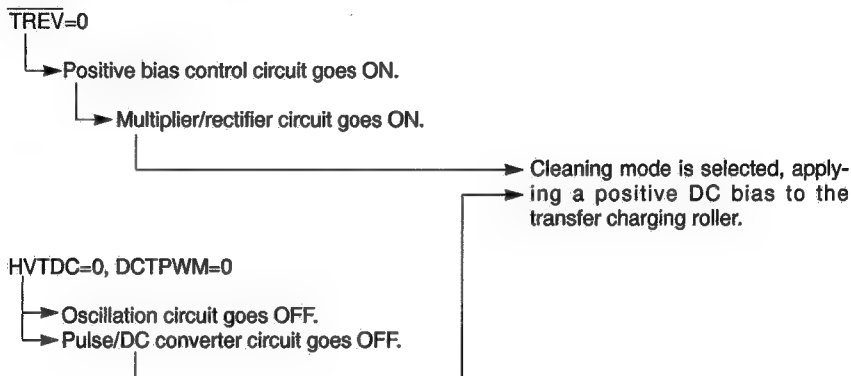 T̅R̅E̅V̅=0
Positive bias control circuit goes ON.
Multiplier/rectifier circuit goes ON.
Cleaning mode is selected, apply-
ing a positive DC bias to the
transfer charging roller.
HVTDC=0, DCTPWM=0
Oscillation circuit goes OFF.
Pulse/DC converter circuit goes OFF.